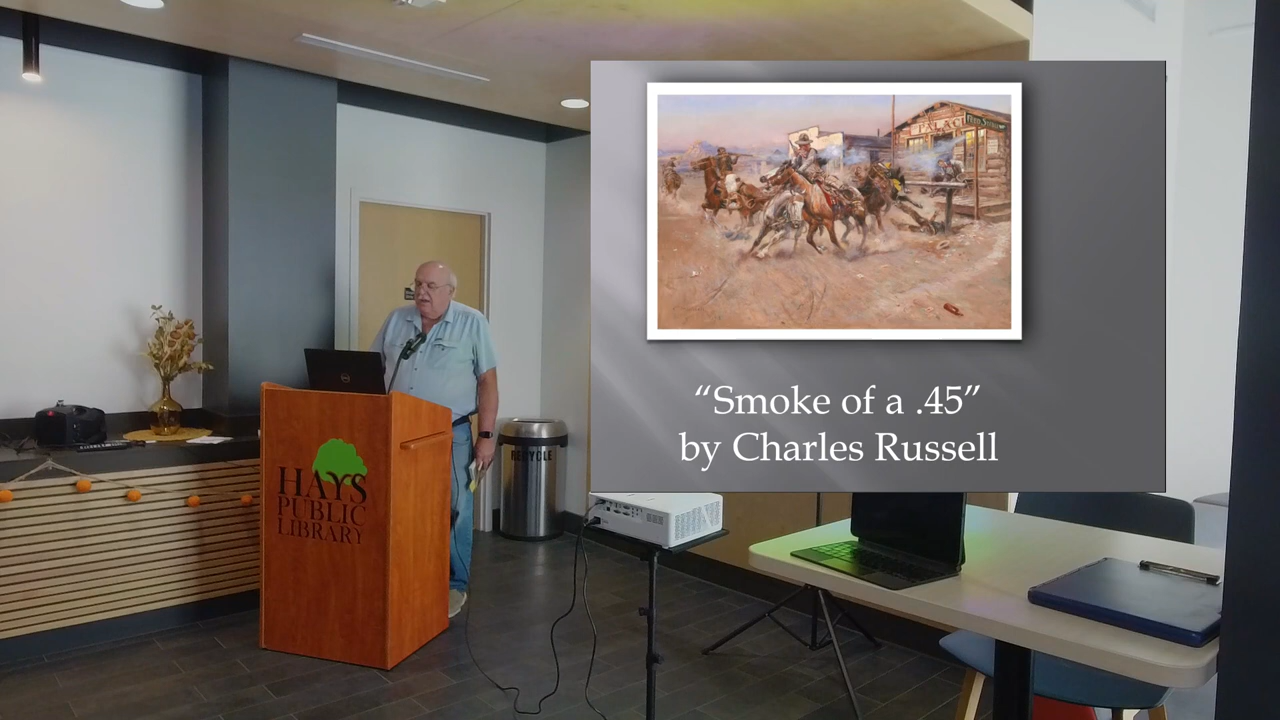 “Smoke of a .45”
by Charles Russell
HAYS
PUBLIC
LIBRARY
RECYCLE